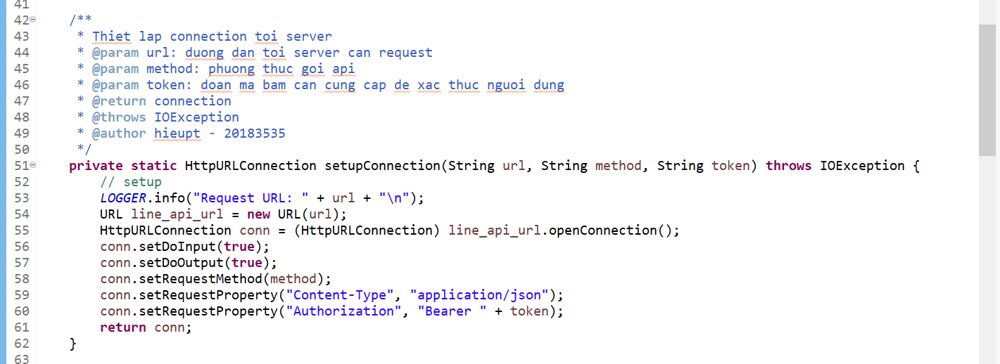 41
42 /**
43 * Thiet lap connection toi server
44 * @param url: duong dan toi server can request
45 * @param method: phuong thuc goi api
46 * @param token: doan ma bam can cung cap de xac thuc nguoi dung
47 * @return connection
48 * @throws IOException
49 * @author hieupt - 20183535
50 */
51 private static HttpURLConnection setupConnection(String url, String method, String token) throws IOException {
52 // setup
53 LOGGER.info("Request URL: " + url + "\n");
54 URL line_api_url = new URL(url);
55 HttpURLConnection conn = (HttpURLConnection) line_api_url.openConnection();
56 conn.setDoInput(true);
57 conn.setDoOutput(true);
58 conn.setRequestMethod(method);
59 conn.setRequestProperty("Content-Type", "application/json");
60 conn.setRequestProperty("Authorization", "Bearer " + token);
61 return conn;
62 }
63